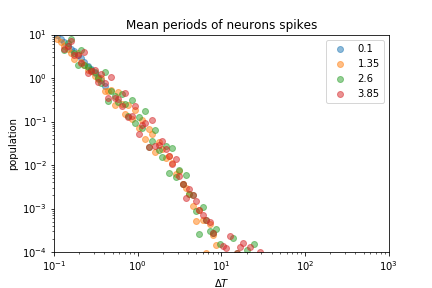 Mean periods of neurons spikes
0.1
1.35
2.6
3.85
population
10¹
10⁰
10⁻¹
10⁻²
10⁻³
10⁻⁴
10⁻¹ 10⁰ 10¹ 10² 10³
ΔT